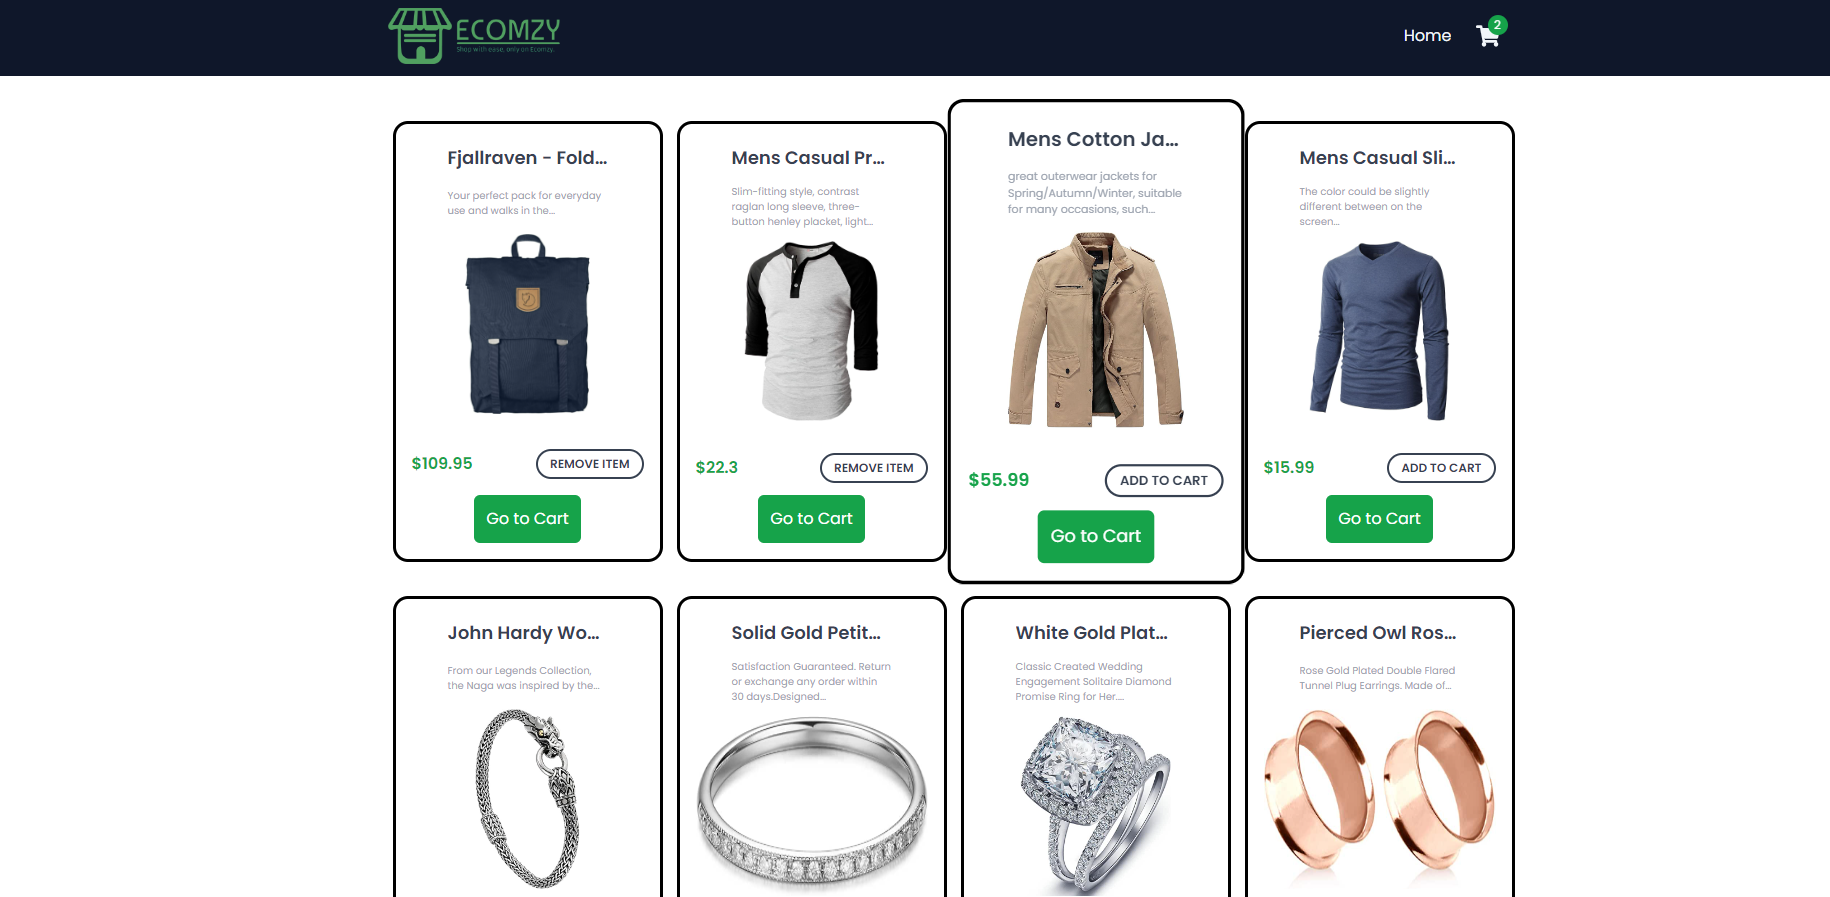 ECOMZY
Shop with ease, only on Ecomzy.
Home
2
Fjallraven - Fold...
Your perfect pack for everyday
use and walks in the...
$109.95
REMOVE ITEM
Go to Cart
Mens Casual Pr...
Slim-fitting style, contrast
raglan long sleeve, three-
button henley placket, light...
$22.3
REMOVE ITEM
Go to Cart
Mens Cotton Ja...
great outerwear jackets for
Spring/Autumn/Winter, suitable
for many occasions, such...
$55.99
ADD TO CART
Go to Cart
Mens Casual Sli...
The color could be slightly
different between on the
screen...
$15.99
ADD TO CART
Go to Cart
John Hardy Wo...
From our Legends Collection,
the Naga was inspired by the...
Solid Gold Petit...
Satisfaction Guaranteed. Return
or exchange any order within
30 days.Designed...
White Gold Plat...
Classic Created Wedding
Engagement Solitaire Diamond
Promise Ring for Her....
Pierced Owl Ros...
Rose Gold Plated Double Flared
Tunnel Plug Earrings. Made of...